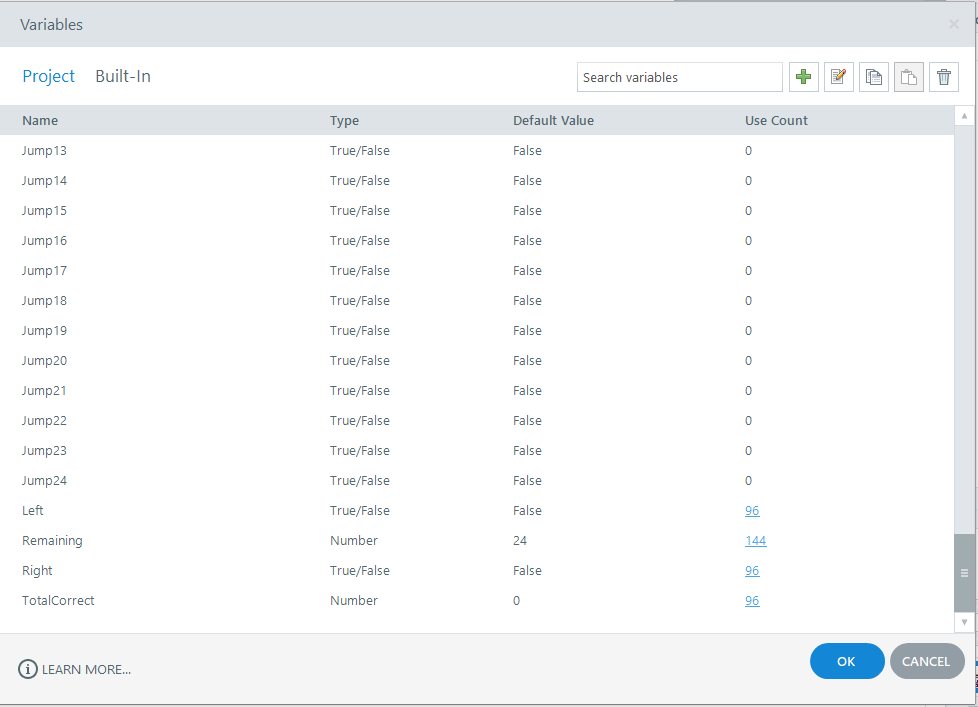 Variables
Project Built-In Search variables
Name Type Default Value Use Count
Jump13 True/False False 0
Jump14 True/False False 0
Jump15 True/False False 0
Jump16 True/False False 0
Jump17 True/False False 0
Jump18 True/False False 0
Jump19 True/False False 0
Jump20 True/False False 0
Jump21 True/False False 0
Jump22 True/False False 0
Jump23 True/False False 0
Jump24 True/False False 0
Left True/False False 96
Remaining Number 24 144
Right True/False False 96
TotalCorrect Number 0 96
LEARN MORE... OK CANCEL